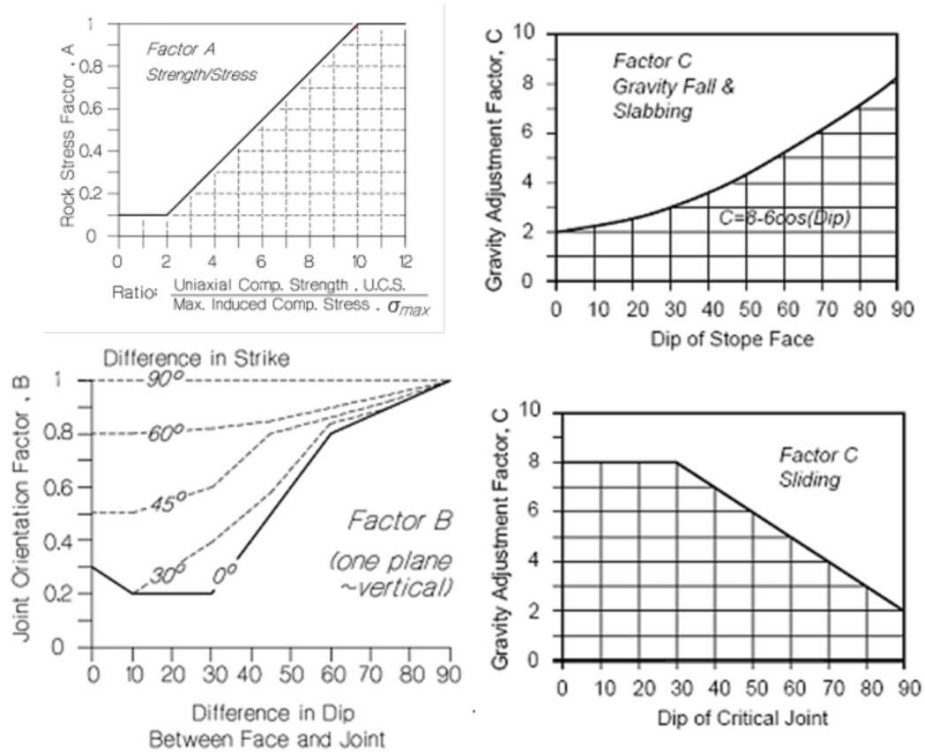 Rock Stress Factor , A
1
0.8
0.6
0.4
0.2
0
Factor A
Strength/Stress
0 2 4 6 8 10 12
Ratio: Uniaxial Comp. Strength , U.C.S.
Max. Induced Comp. Stress . σmax
Gravity Adjustment Factor, C
10
8
6
4
2
0
Factor C
Gravity Fall &
Slabbing
C=8-6cos(Dip)
0 10 20 30 40 50 60 70 80 90
Dip of Stope Face
Difference in Strike
Joint Orientation Factor , B
1
0.8
0.6
0.4
0.2
0
90º
60º
45º
30º 0º
Factor B
(one plane
~vertical)
0 10 20 30 40 50 60 70 80 90
Difference in Dip
Between Face and Joint
Gravity Adjustment Factor, C
10
8
6
4
2
0
Factor C
Sliding
0 10 20 30 40 50 60 70 80 90
Dip of Critical Joint